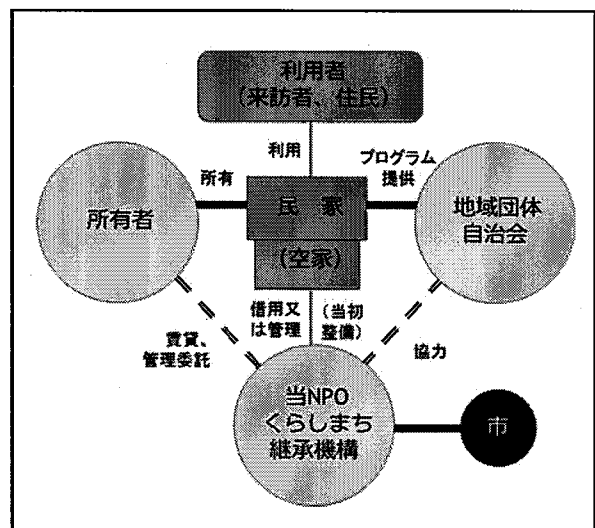 利用者
(来訪者、住民)
利用
所有
プログラム
提供
所有者
民　家
(空家)
地域団体
自治会
借用又
は管理
(当初
整備)
賃貸、
管理委託
協力
当NPO
くらしまち
継承機構
市